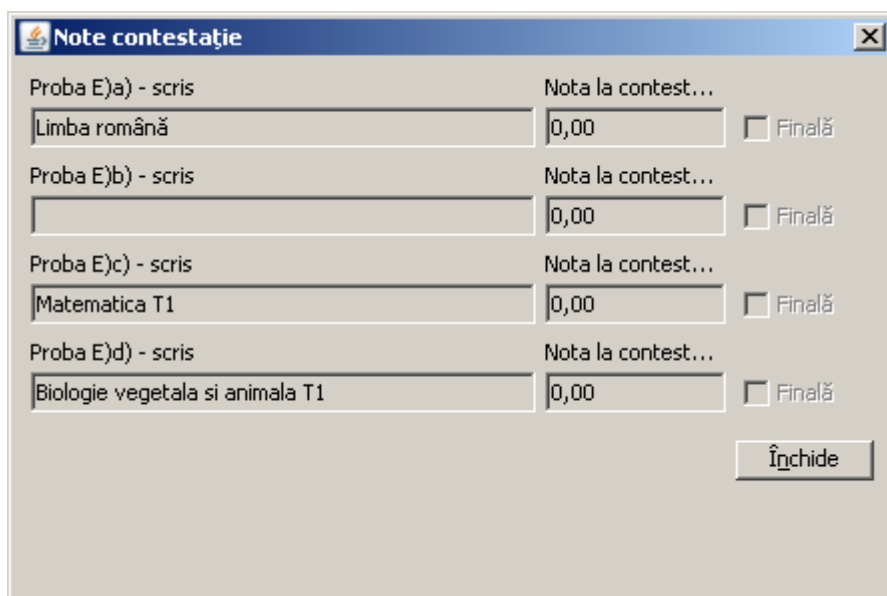 Note contestaţie
Proba E)a) - scris Nota la contest...
Limba română 0,00 Finală
Proba E)b) - scris Nota la contest...
0,00 Finală
Proba E)c) - scris Nota la contest...
Matematica T1 0,00 Finală
Proba E)d) - scris Nota la contest...
Biologie vegetala si animala T1 0,00 Finală
Închide